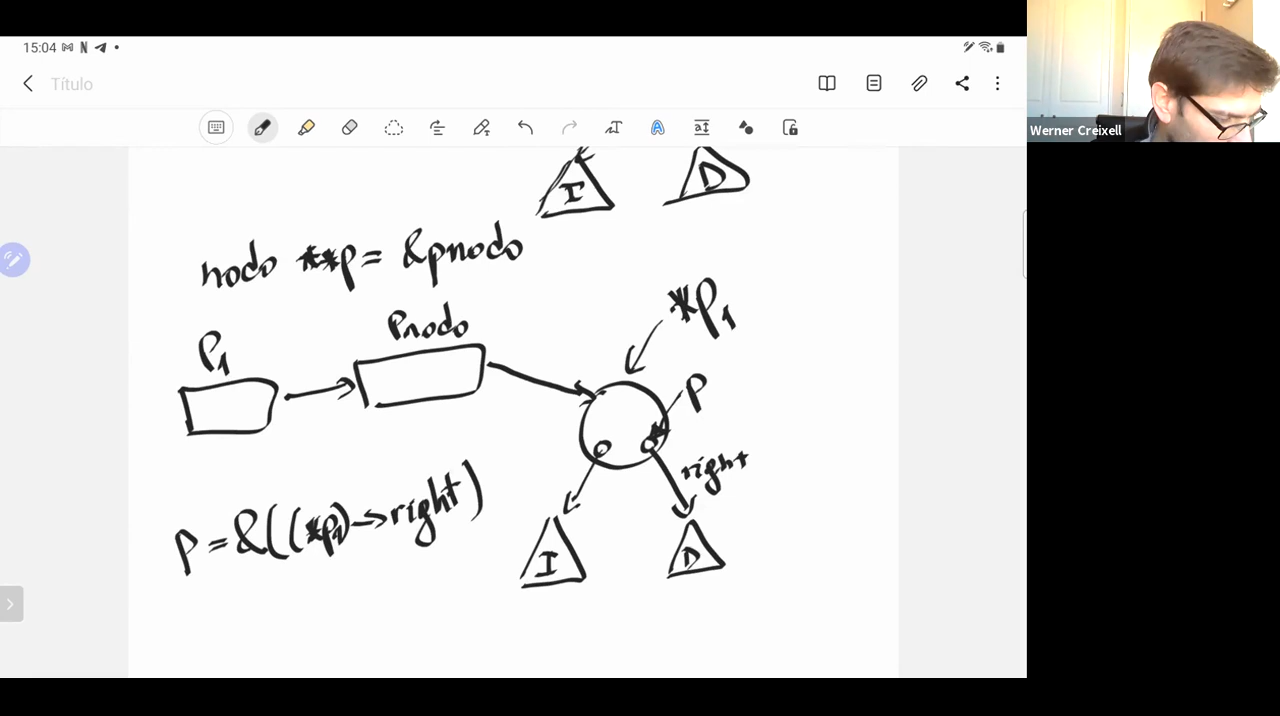 15:04
Título
Werner Creixell
I D
nodo **p= &pnodo
*P1
Pnodo
P1
P
right
p=&((*p1)->right)
I D